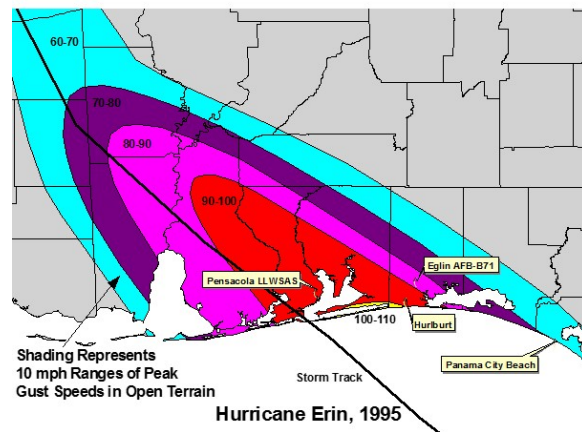 60-70
70-80
80-90
90-100
Eglin AFB-B71
Pensacola LLWSAS
100-110
Hurlburt
Shading Represents
10 mph Ranges of Peak
Gust Speeds in Open Terrain
Panama City Beach
Storm Track
Hurricane Erin, 1995